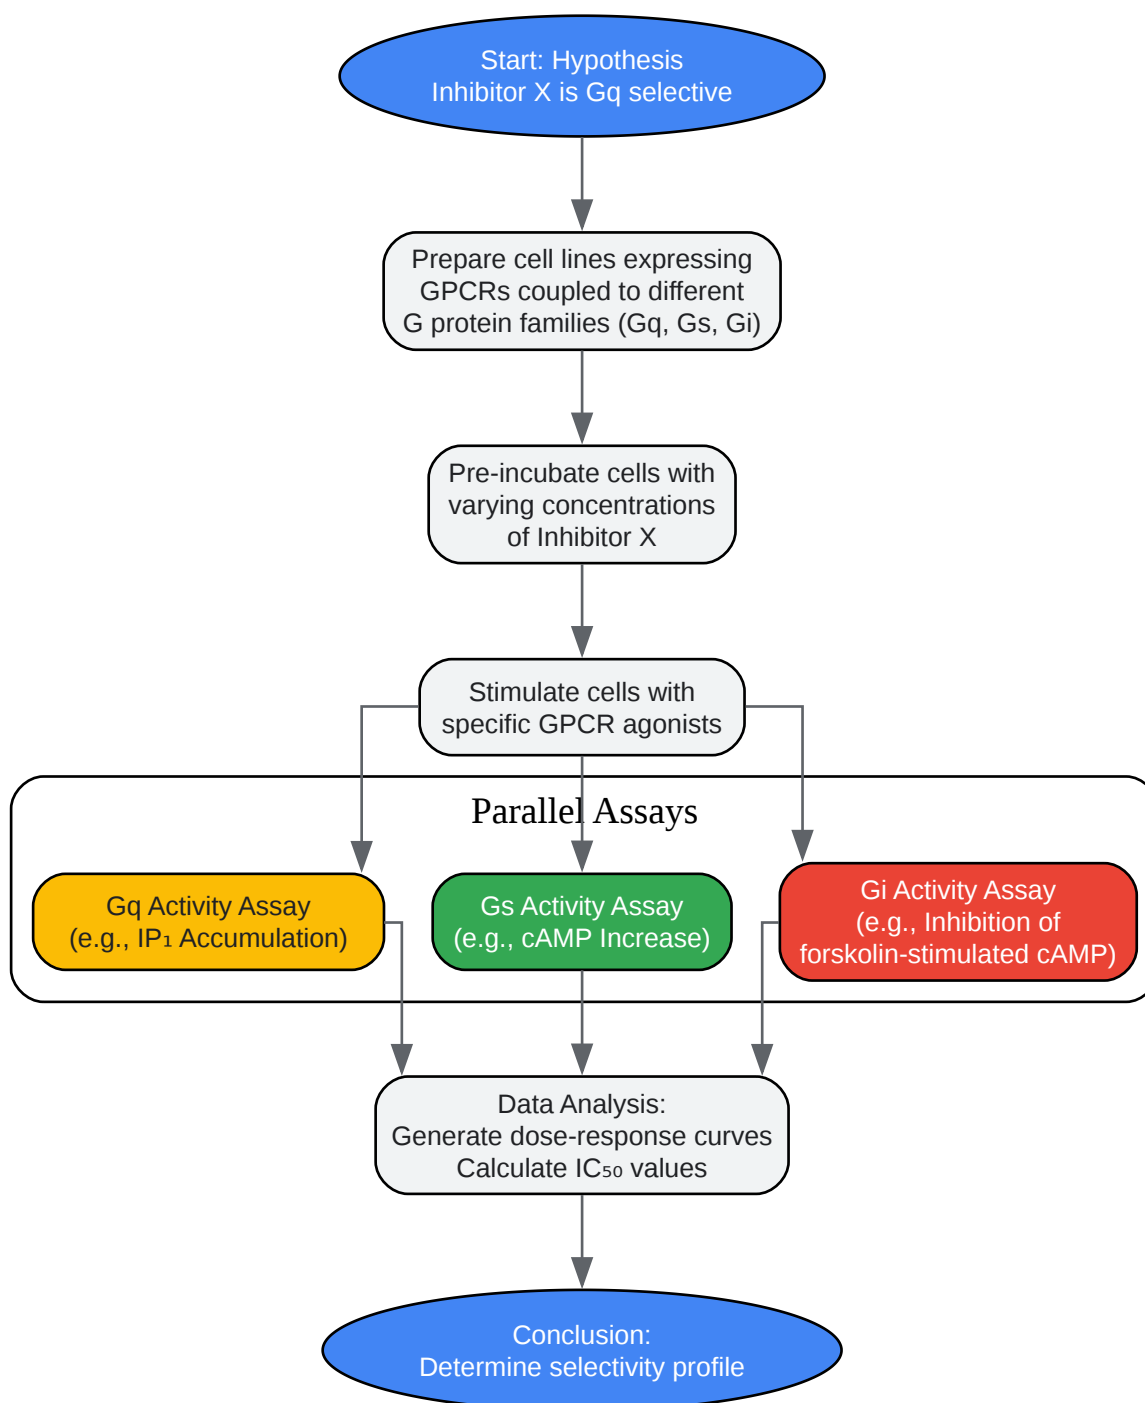 Start: Hypothesis
Inhibitor X is Gq selective
Prepare cell lines expressing
GPCRs coupled to different
G protein families (Gq, Gs, Gi)
Pre-incubate cells with
varying concentrations
of Inhibitor X
Stimulate cells with
specific GPCR agonists
Parallel Assays
Gq Activity Assay
(e.g., IP₁ Accumulation)
Gs Activity Assay
(e.g., cAMP Increase)
Gi Activity Assay
(e.g., Inhibition of
forskolin-stimulated cAMP)
Data Analysis:
Generate dose-response curves
Calculate IC₅₀ values
Conclusion:
Determine selectivity profile